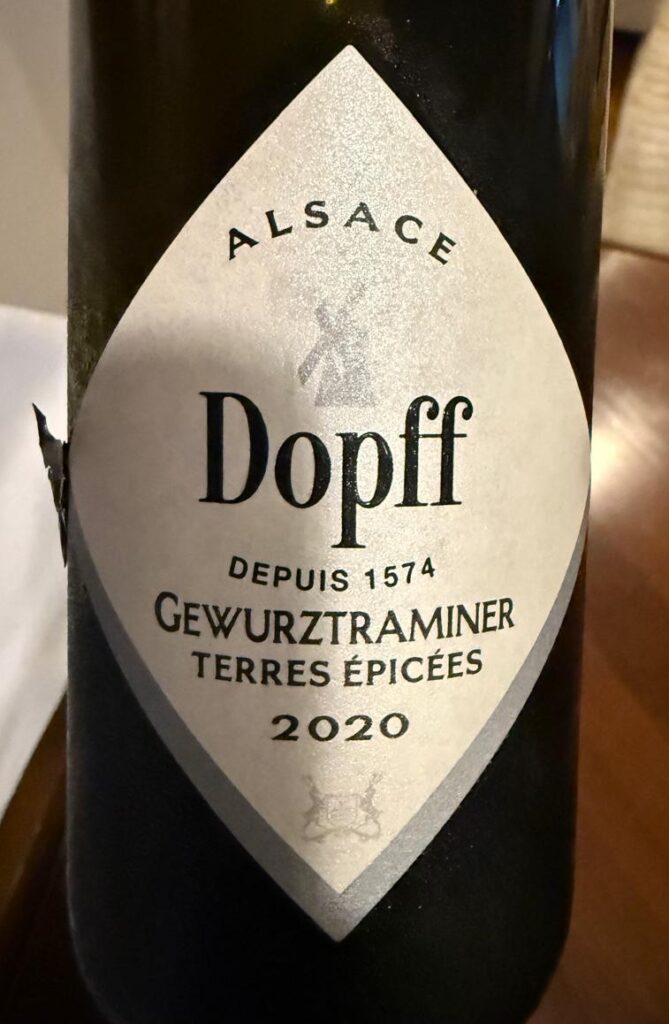 ALSACE
Dopff
DEPUIS 1574
GEWURZTRAMINER
TERRES ÉPICÉES
2020